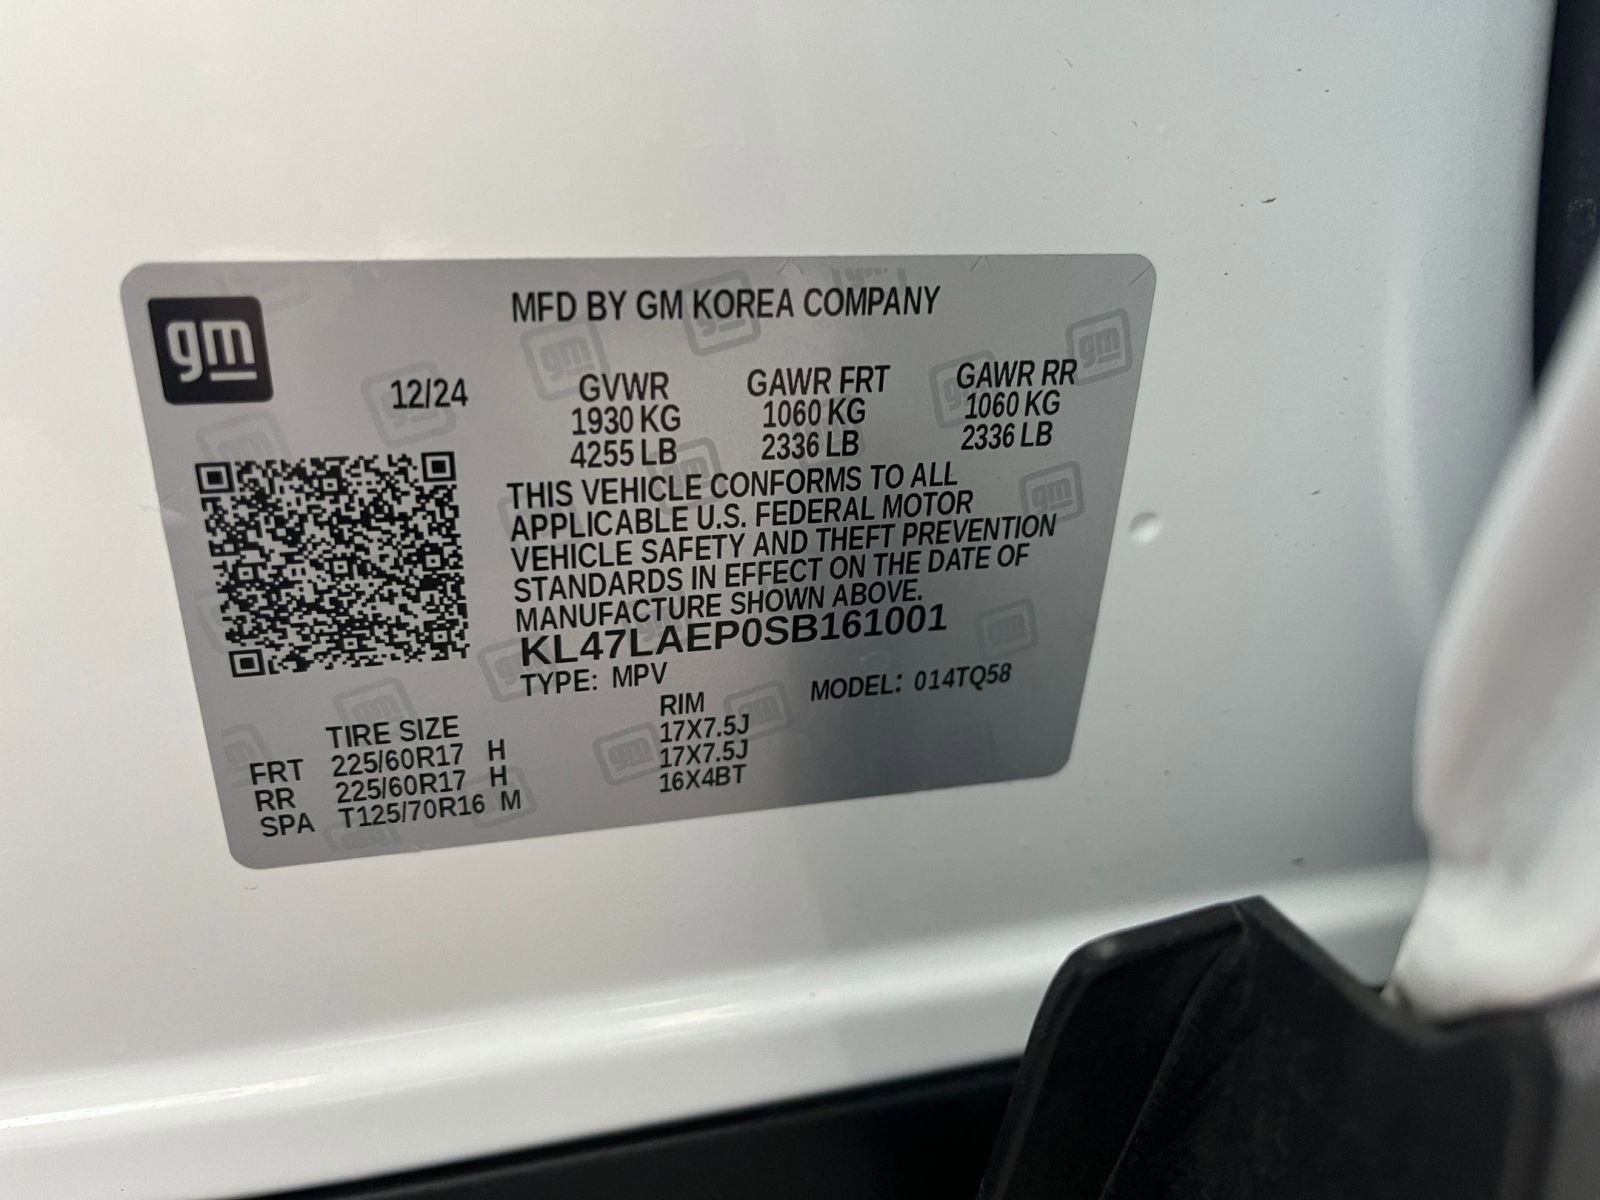 gm
MFD BY GM KOREA COMPANY
12/24
GVWR GAWR FRT GAWR RR
1930 KG 1060 KG 1060 KG
4255 LB 2336 LB 2336 LB
THIS VEHICLE CONFORMS TO ALL
APPLICABLE U.S. FEDERAL MOTOR
VEHICLE SAFETY AND THEFT PREVENTION
STANDARDS IN EFFECT ON THE DATE OF
MANUFACTURE SHOWN ABOVE.
KL47LAEP0SB161001
TYPE: MPV MODEL: 014TQ58
TIRE SIZE RIM
FRT 225/60R17 H 17X7.5J
RR 225/60R17 H 17X7.5J
SPA T125/70R16 M 16X4BT